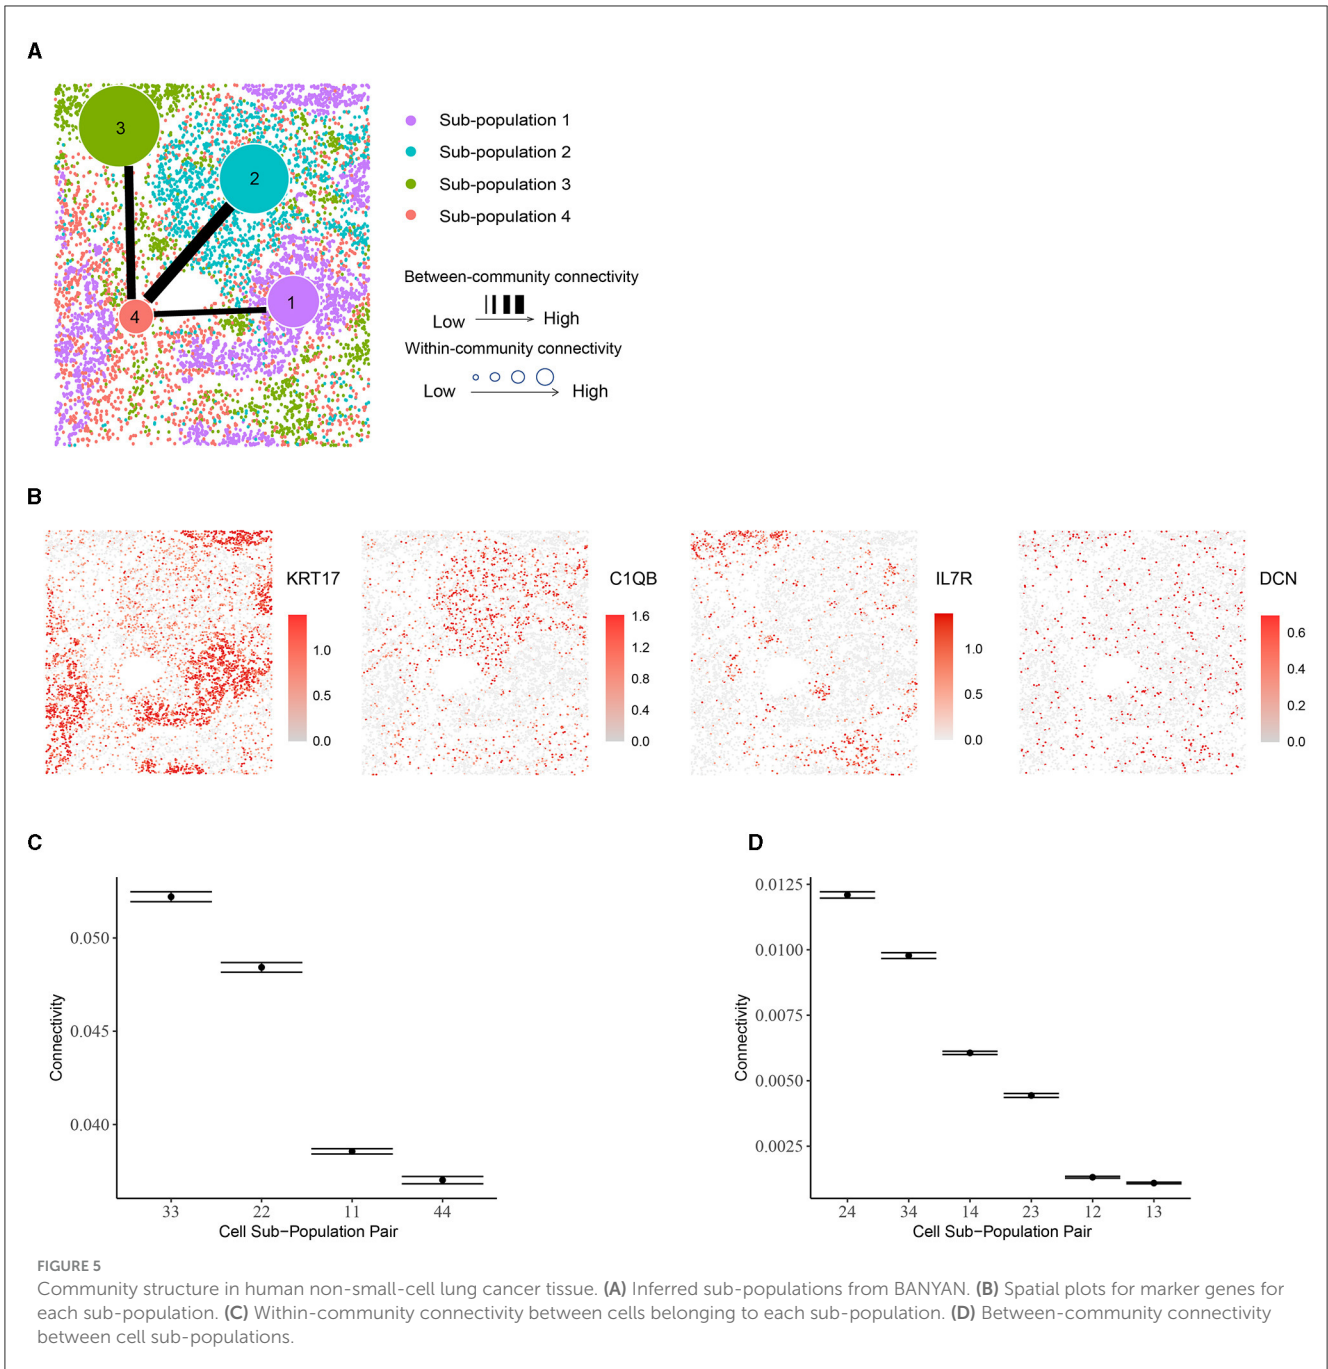 A
3
2
1
4
Sub-population 1
Sub-population 2
Sub-population 3
Sub-population 4
Between-community connectivity
Low High
Within-community connectivity
Low High
B
KRT17
1.0
0.5
0.0
C1QB
1.6
1.2
0.8
0.4
0.0
IL7R
1.0
0.5
0.0
DCN
0.6
0.4
0.2
0.0
C
Connectivity
0.050
0.045
0.040
33 22 11 44
Cell Sub−Population Pair
D
Connectivity
0.0125
0.0100
0.0075
0.0050
0.0025
24 34 14 23 12 13
Cell Sub−Population Pair
FIGURE 5
Community structure in human non-small-cell lung cancer tissue. (A) Inferred sub-populations from BANYAN. (B) Spatial plots for marker genes for
each sub-population. (C) Within-community connectivity between cells belonging to each sub-population. (D) Between-community connectivity
between cell sub-populations.